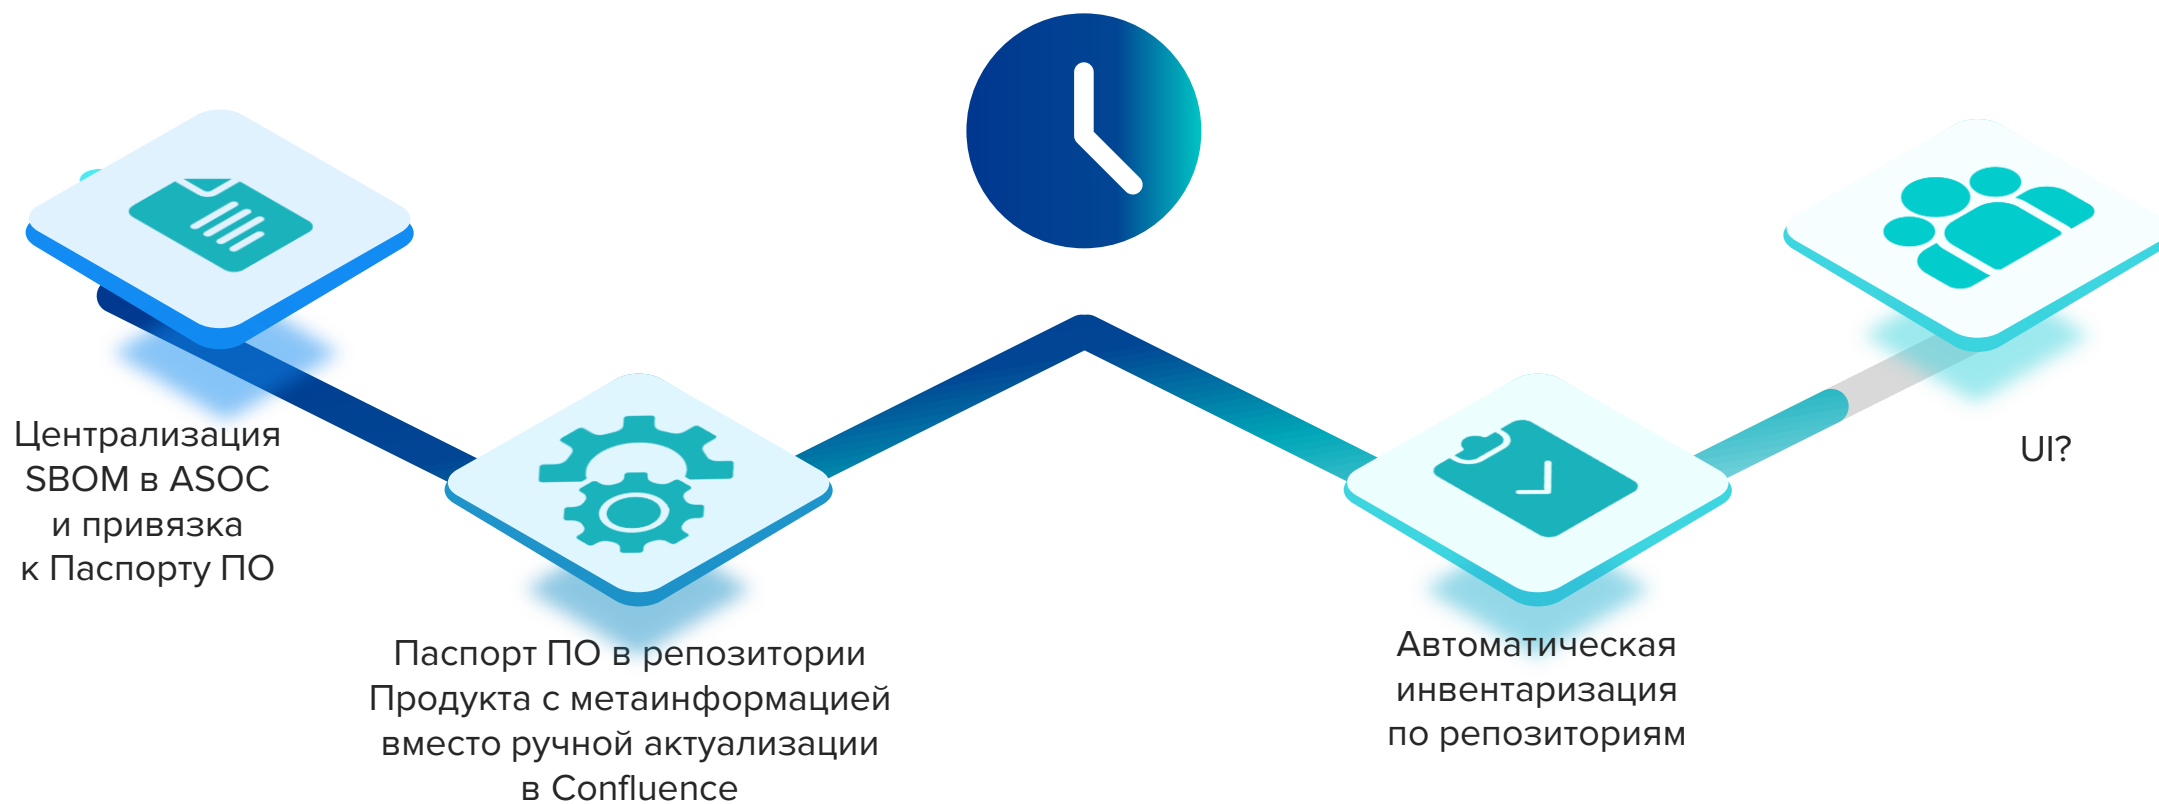 Централизация
SBOM в ASOC
и привязка
к Паспорту ПО
Паспорт ПО в репозитории
Продукта с метаинформацией
вместо ручной актуализации
в Confluence
Автоматическая
инвентаризация
по репозиториям
UI?